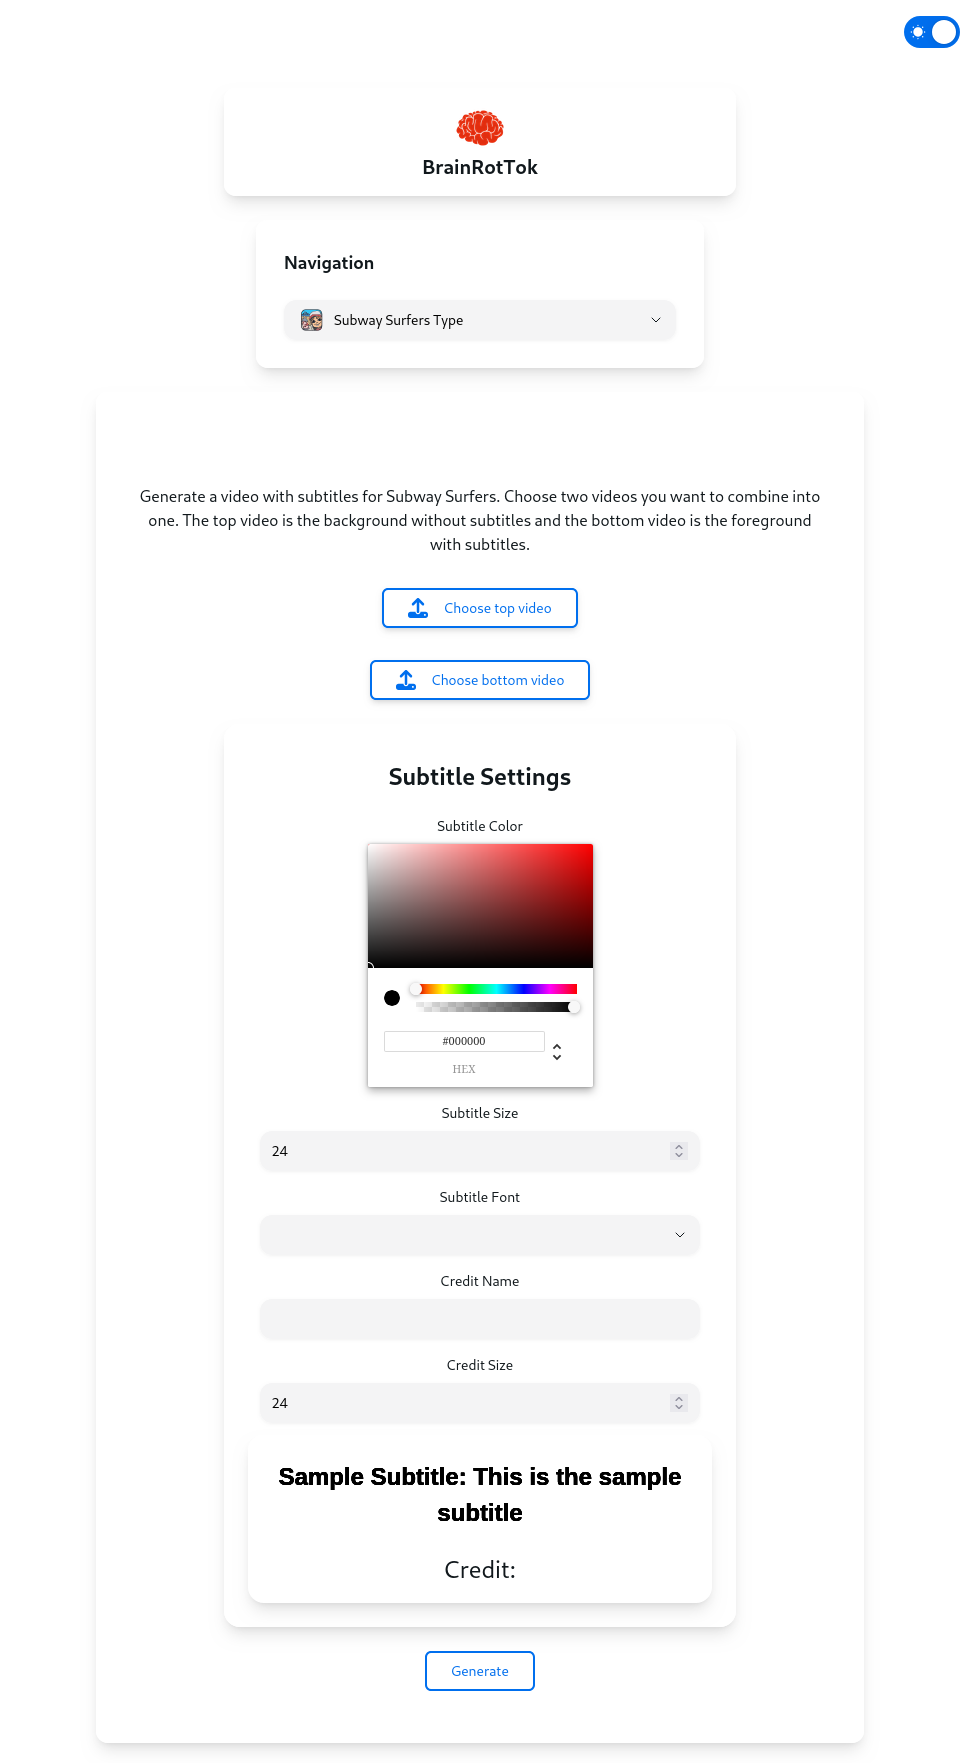 BrainRotTok
Navigation
Subway Surfers Type
Generate a video with subtitles for Subway Surfers. Choose two videos you want to combine into
one. The top video is the background without subtitles and the bottom video is the foreground
with subtitles.
Choose top video
Choose bottom video
Subtitle Settings
Subtitle Color
#000000
HEX
Subtitle Size
24
Subtitle Font
Credit Name
Credit Size
24
Sample Subtitle: This is the sample
subtitle
Credit:
Generate